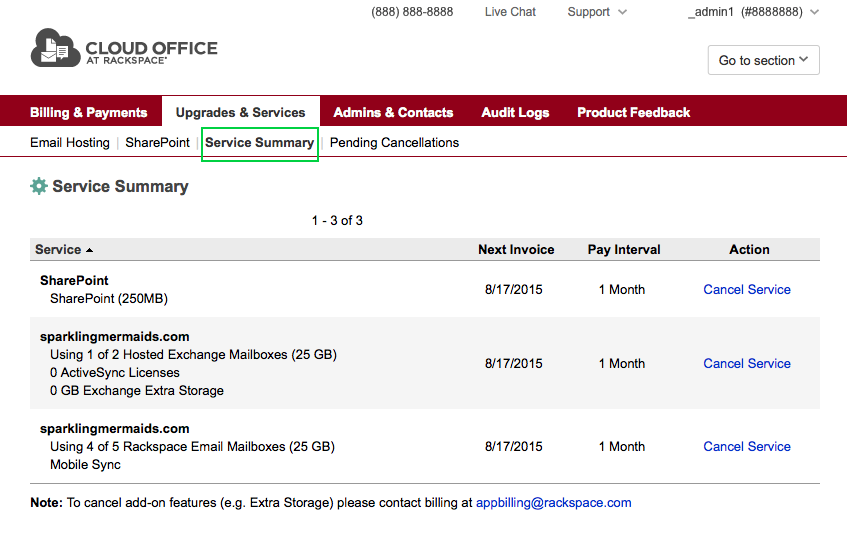 (888) 888-8888 Live Chat Support _admin1 (#8888888)
CLOUD OFFICE
AT RACKSPACE®
Go to section
Billing & Payments Upgrades & Services Admins & Contacts Audit Logs Product Feedback
Email Hosting | SharePoint | Service Summary | Pending Cancellations
Service Summary
1 - 3 of 3
Service Next Invoice Pay Interval Action
SharePoint
SharePoint (250MB) 8/17/2015 1 Month Cancel Service
sparklingmermaids.com
Using 1 of 2 Hosted Exchange Mailboxes (25 GB)
0 ActiveSync Licenses 8/17/2015 1 Month Cancel Service
0 GB Exchange Extra Storage
sparklingmermaids.com
Using 4 of 5 Rackspace Email Mailboxes (25 GB) 8/17/2015 1 Month Cancel Service
Mobile Sync
Note: To cancel add-on features (e.g. Extra Storage) please contact billing at appbilling@rackspace.com